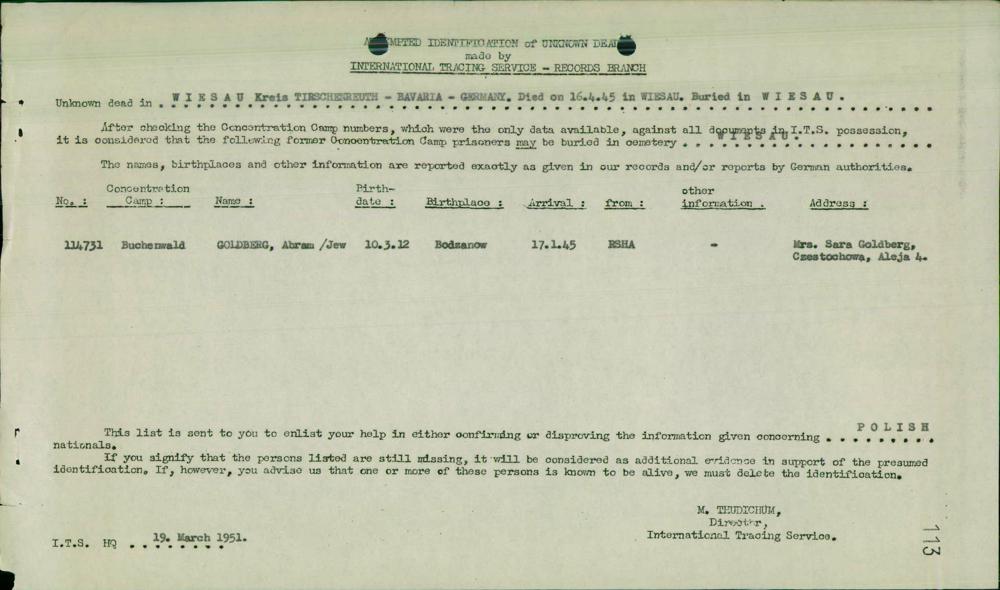 ATTEMPTED IDENTIFICATION of UNKNOWN DEAD
made by
INTERNATIONAL TRACING SERVICE - RECORDS BRANCH
Unknown dead in . W I E S A U Kreis TIRSCHENREUTH - BAVARIA - GERMANY. Died on 16.4.45 in WIESAU. Buried in W I E S A U .
After checking the Concentration Camp numbers, which were the only data available, against all documents in I.T.S. possession,
it is considered that the following former Concentration Camp prisoners may be buried in cemetery . W I E S A U .
The names, birthplaces and other information are reported exactly as given in our records and/or reports by German authorities.
No. : Concentration Camp : Name : Birth-date : Birthplace : Arrival : from : other information . Address :
114731 Buchenwald GOLDBERG, Abram /Jew 10.3.12 Bodzanow 17.1.45 RSHA - Mrs. Sara Goldberg,
Czestochowa, Aleja 4.
This list is sent to you to enlist your help in either confirming or disproving the information given concerning . P O L I S H
nationals.
If you signify that the persons listed are still missing, it will be considered as additional evidence in support of the presumed
identification. If, however, you advise us that one or more of these persons is known to be alive, we must delete the identification.
M. THUDICHUM,
Director,
International Tracing Service.
I.T.S. HQ . . 19. March 1951.
113